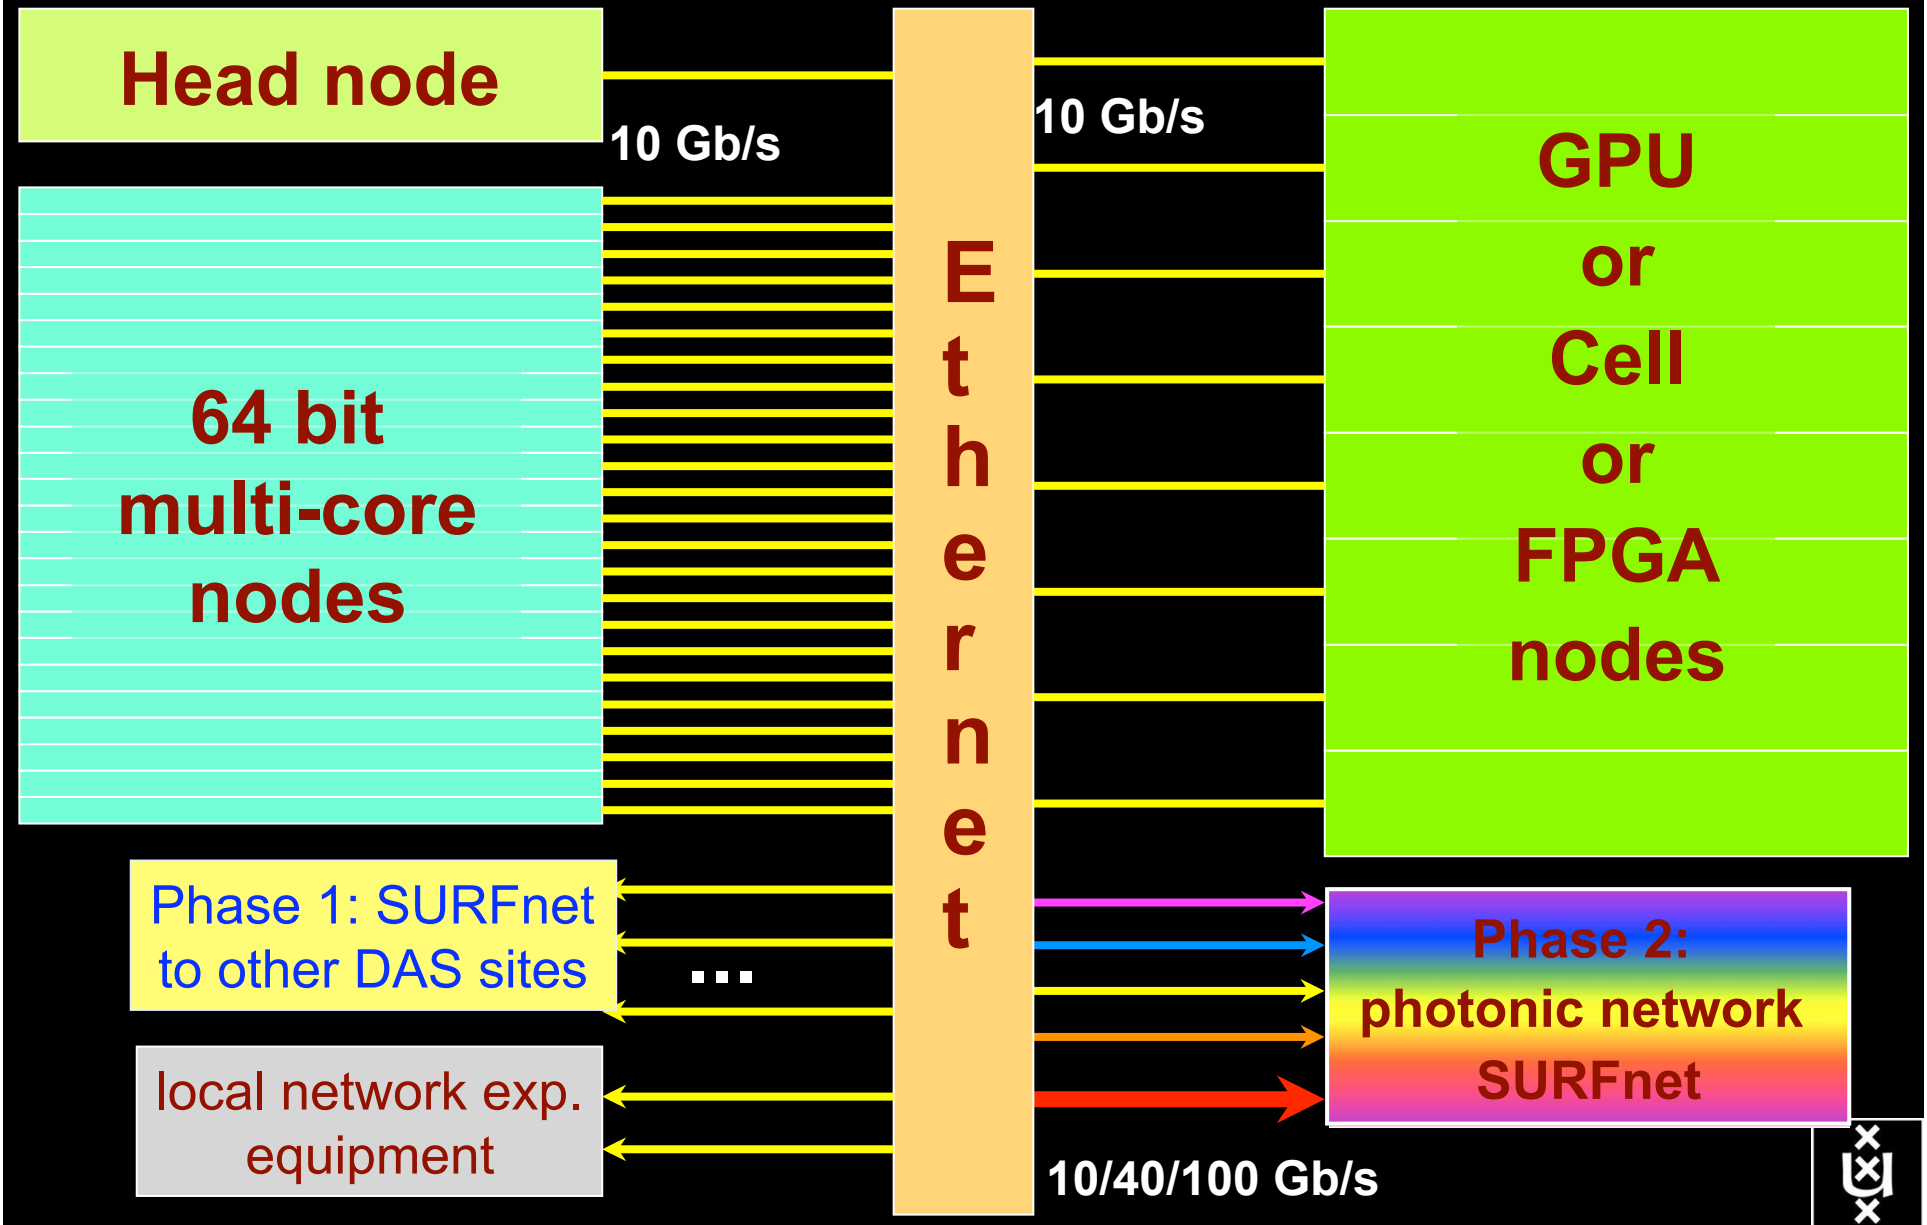 Head node
10 Gb/s
10 Gb/s
64 bit
multi-core
nodes
Ethernet
GPU
or
Cell
or
FPGA
nodes
Phase 1: SURFnet
to other DAS sites
...
local network exp.
equipment
Phase 2:
photonic network
SURFnet
10/40/100 Gb/s
u